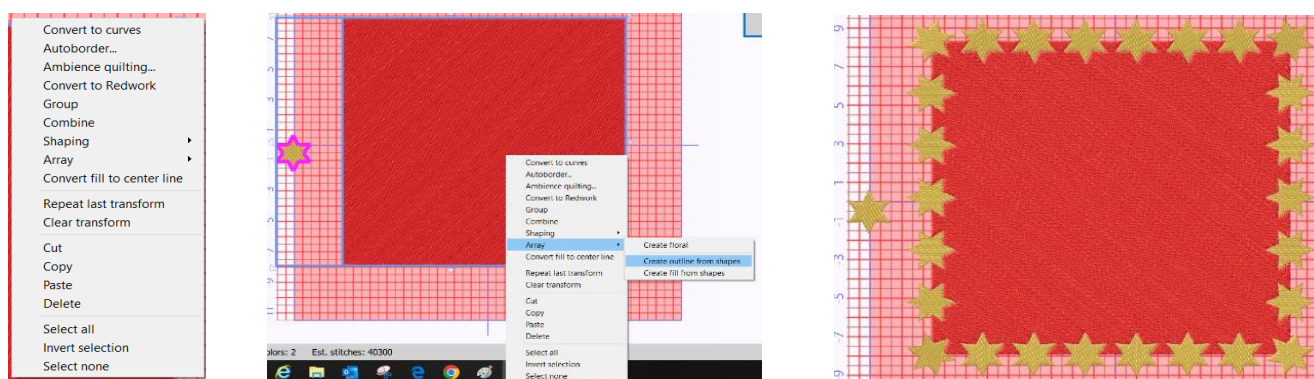 Convert to curves
Autoborder...
Ambience quilting...
Convert to Redwork
Group
Combine
Shaping
Array
Convert fill to center line
Repeat last transform
Clear transform
Cut
Copy
Paste
Delete
Select all
Invert selection
Select none
Convert to curves
Autoborder...
Ambience quilting...
Convert to Redwork
Group
Combine
Shaping
Array
Create floral
Convert fill to center line
Create outline from shapes
Repeat last transform
Create fill from shapes
Clear transform
Cut
Copy
Paste
Delete
olors: 2 Est. stitches: 40300
Select all
Invert selection
Select none